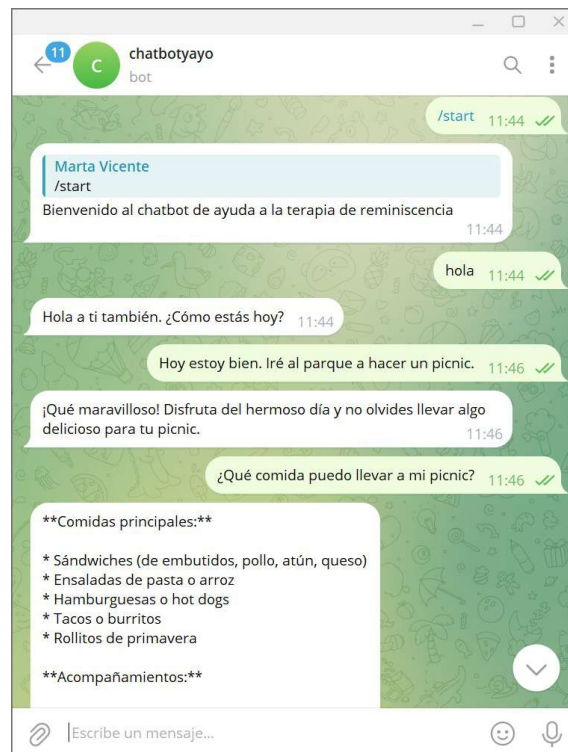 11
C
chatbotyayo
bot
/start 11:44
Marta Vicente
/start
Bienvenido al chatbot de ayuda a la terapia de reminiscencia
11:44
hola 11:44
Hola a ti también. ¿Cómo estás hoy? 11:44
Hoy estoy bien. Iré al parque a hacer un picnic. 11:46
¡Qué maravilloso! Disfruta del hermoso día y no olvides llevar algo
delicioso para tu picnic.
11:46
¿Qué comida puedo llevar a mi picnic? 11:46
**Comidas principales:**
* Sándwiches (de embutidos, pollo, atún, queso)
* Ensaladas de pasta o arroz
* Hamburguesas o hot dogs
* Tacos o burritos
* Rollitos de primavera
**Acompañamientos:**
Escribe un mensaje...